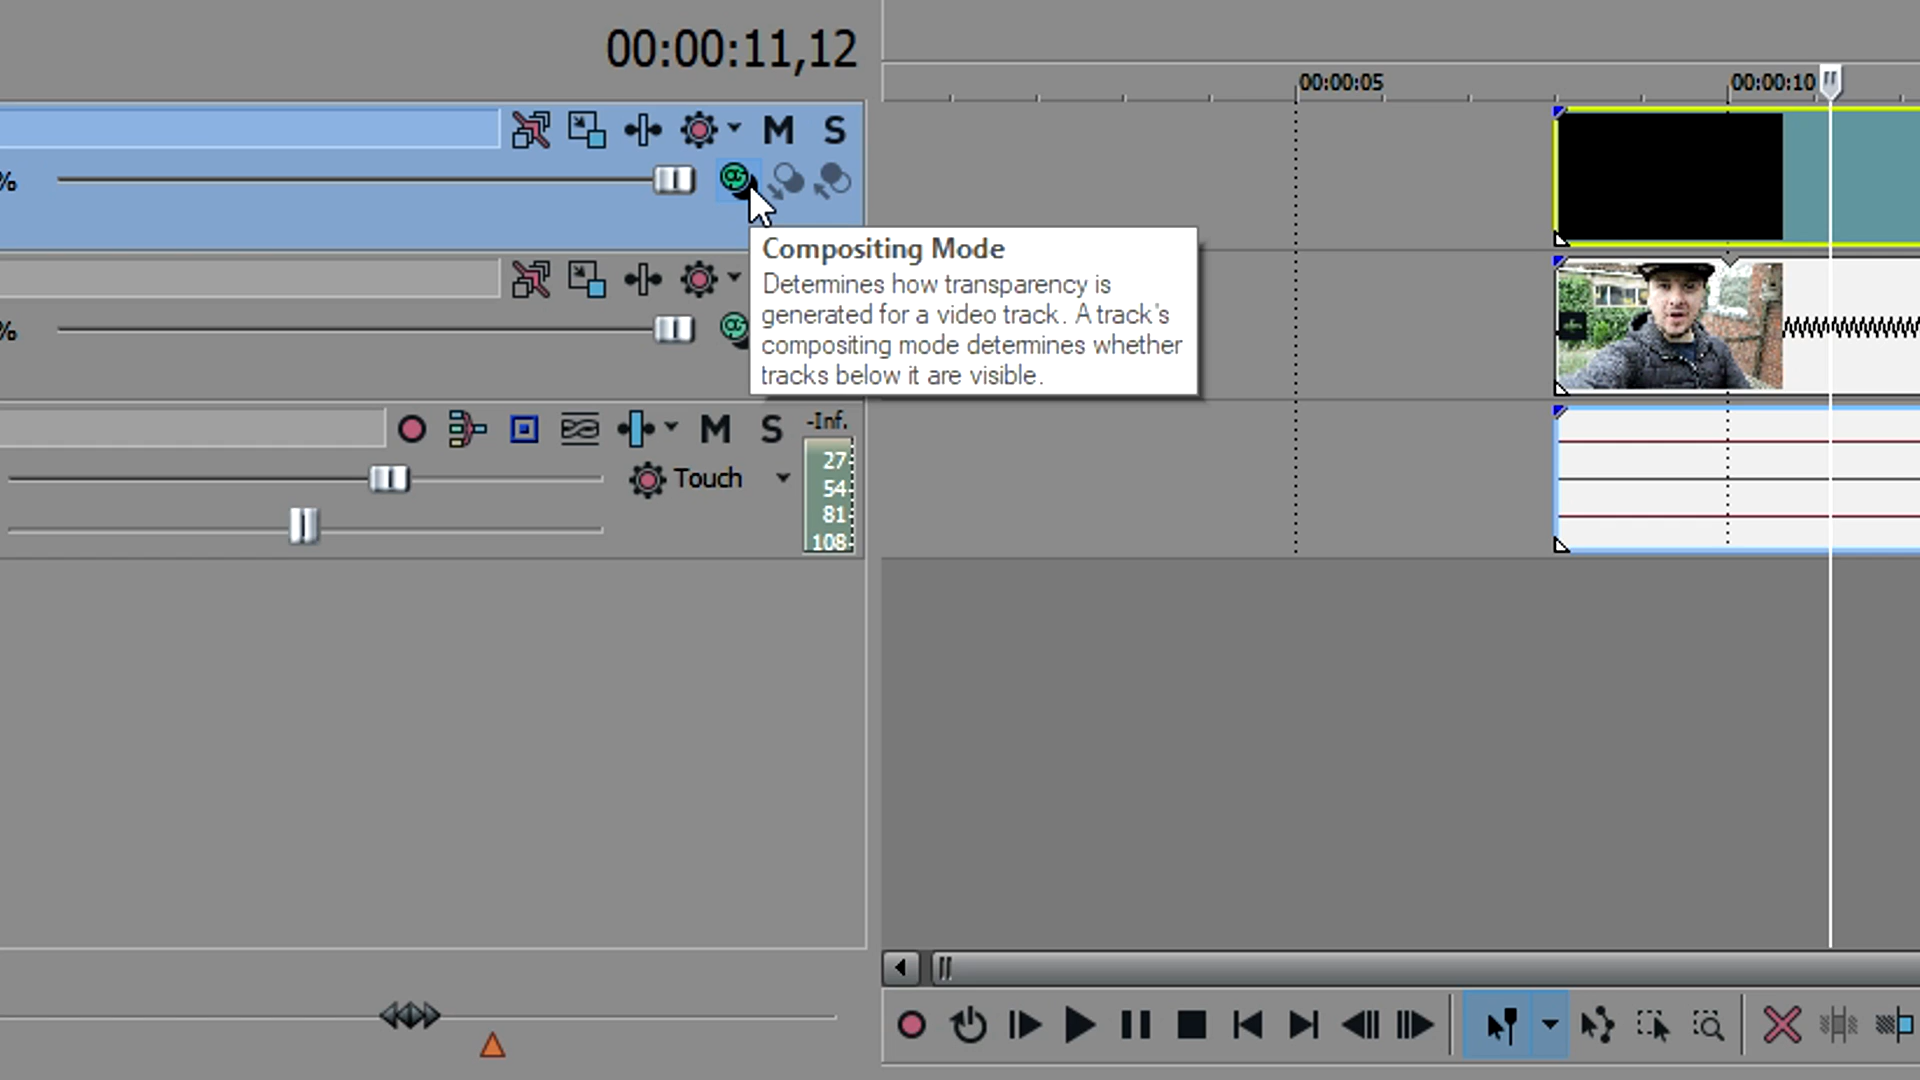 00:00:11,12
00:00:05
00:00:10
M S
%
Compositing Mode
Determines how transparency is
generated for a video track. A track's
compositing mode determines whether
tracks below it are visible.
%
M S
-Inf.
27
54
81
108
Touch